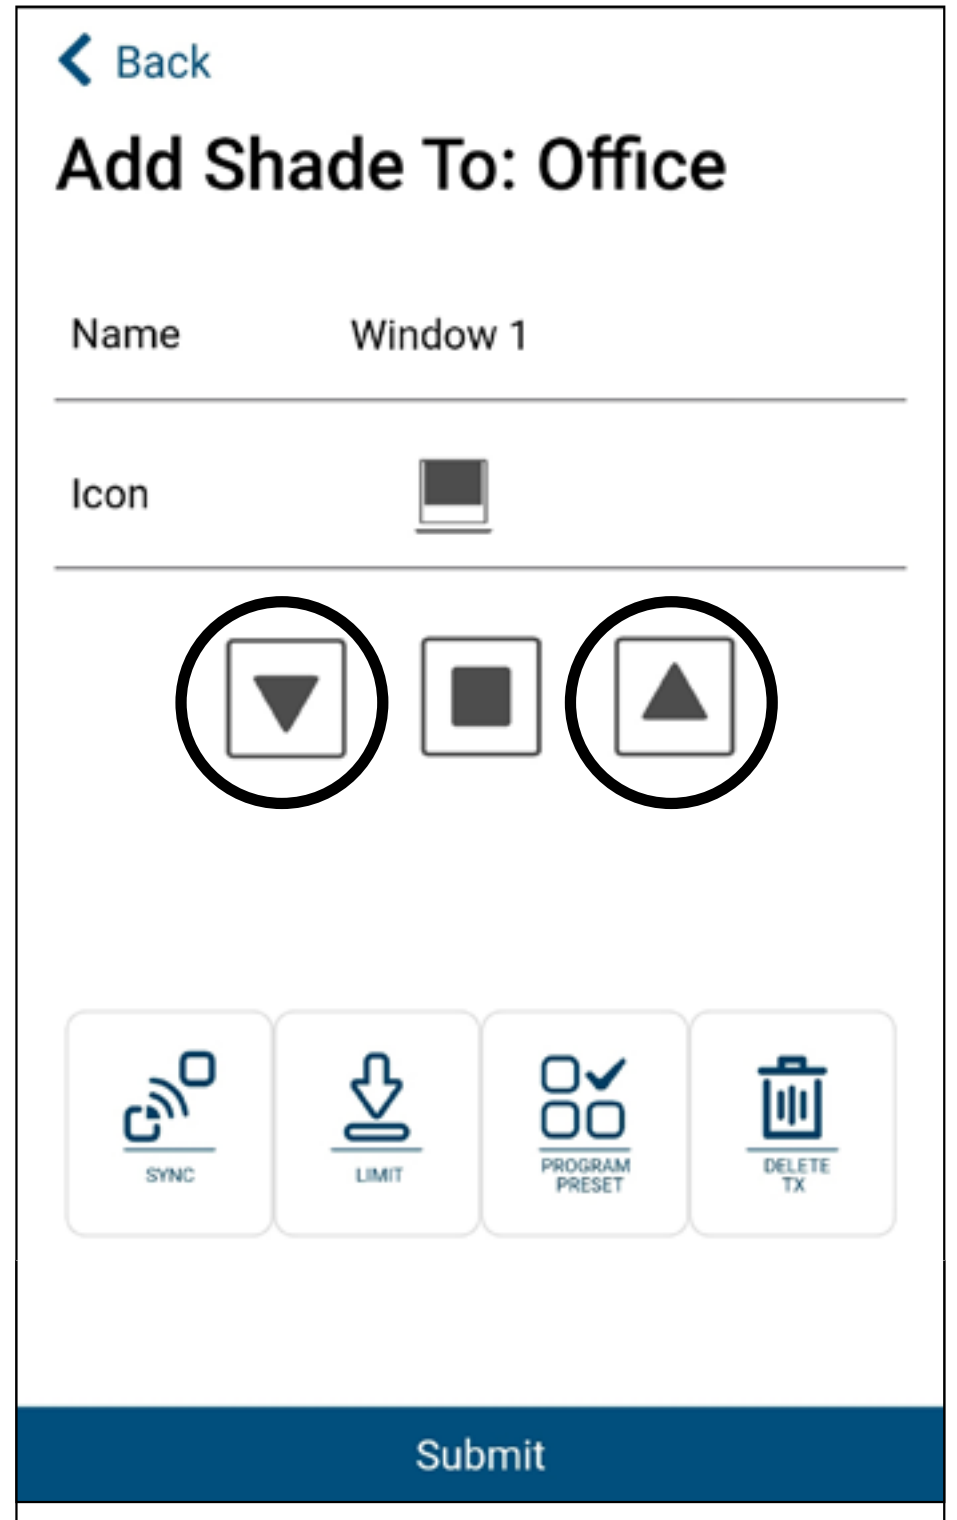 Back
Add Shade To: Office
Name Window 1
Icon
SYNC
LIMIT
PROGRAM
PRESET
DELETE
TX
Submit